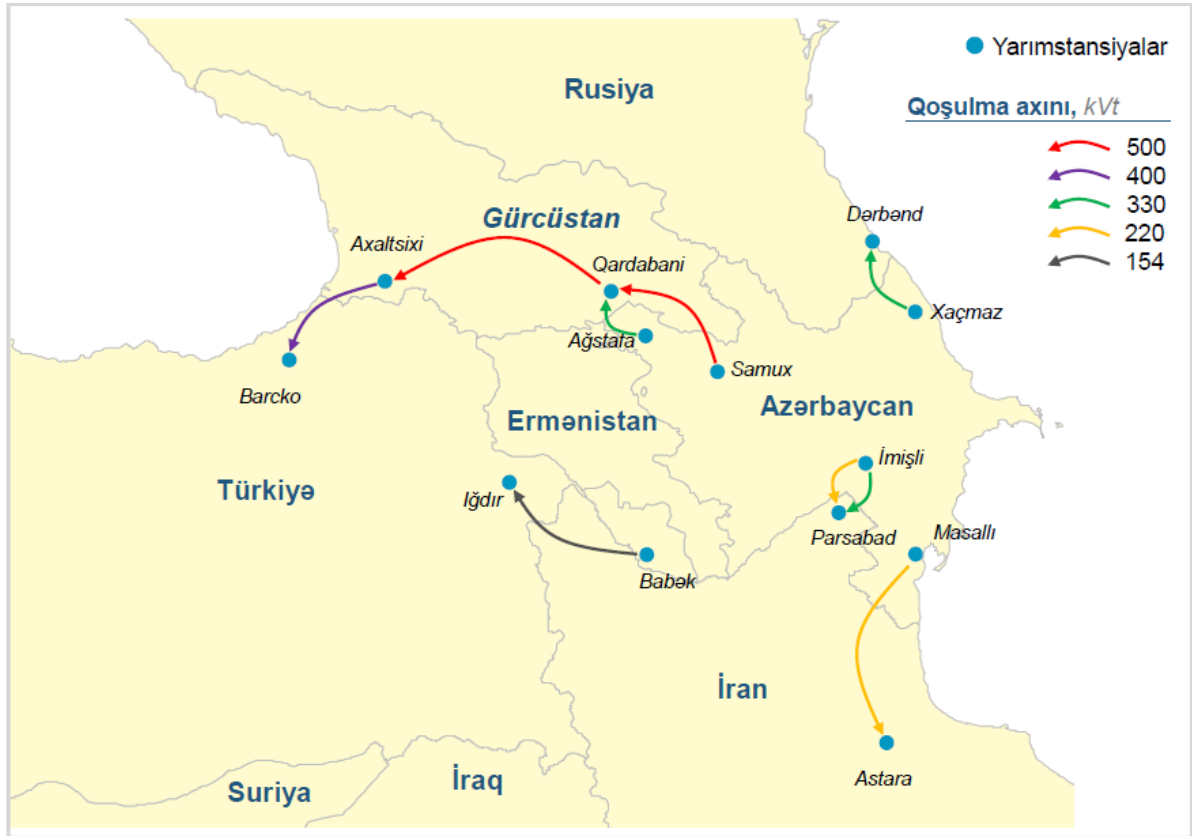 Yarımstansiyalar
Rusiya
Qoşulma axını, kVt
500
400
330
220
154
Gürcüstan
Dərbənd
Axaltsixi
Qardabani
Xaçmaz
Ağstafa
Samux
Barcko
Azərbaycan
Ermənistan
İmişli
Türkiyə
Iğdır
Parsabad
Masallı
Babək
İran
Astara
Suriya
İraq